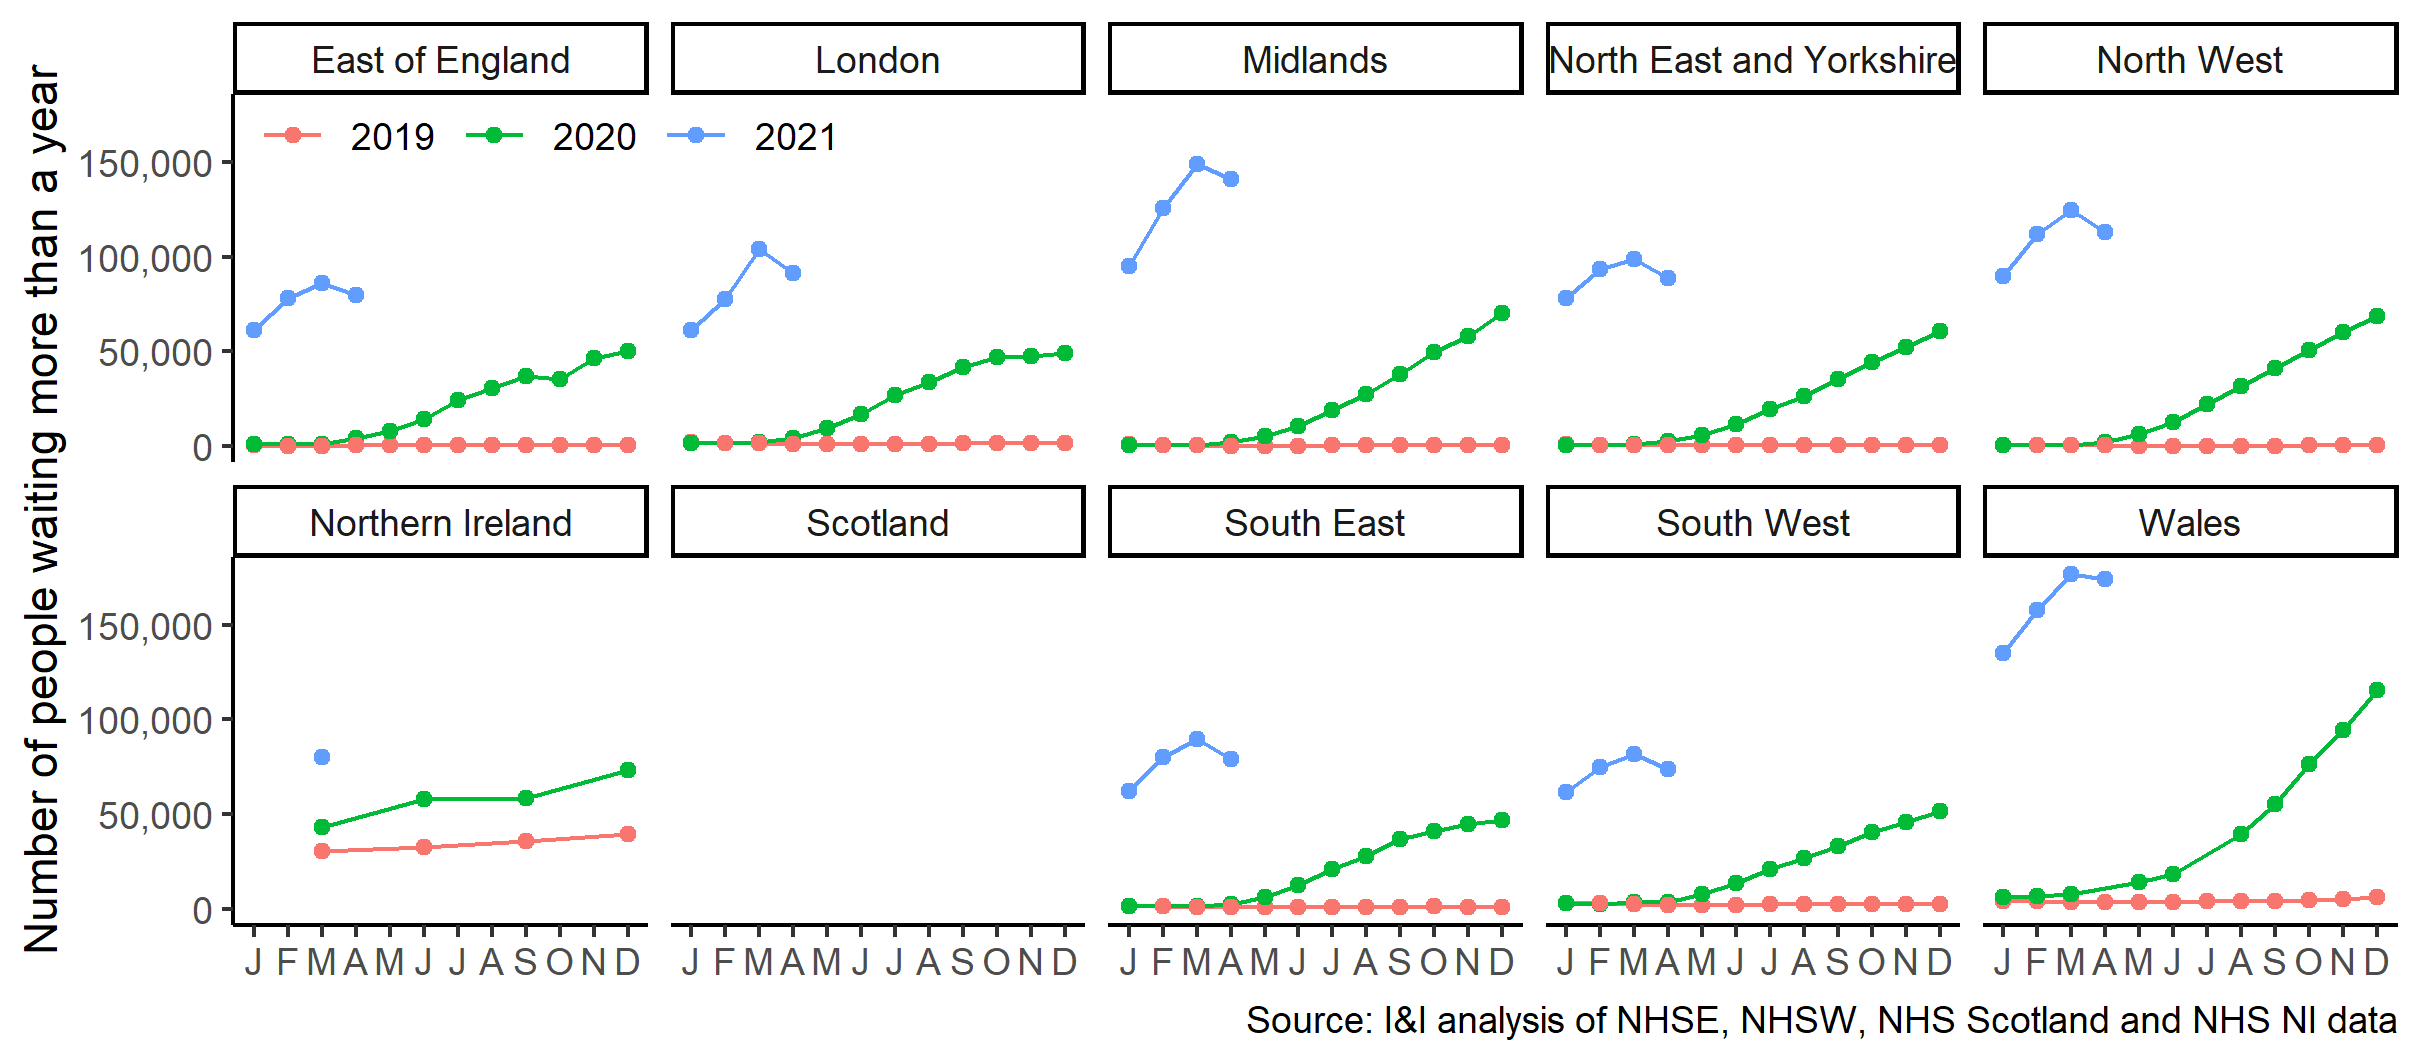 Number of people waiting more than a year
East of England
London
Midlands
North East and Yorkshire
North West
2019
2020
2021
150,000
100,000
50,000
0
Northern Ireland
Scotland
South East
South West
Wales
150,000
100,000
50,000
0
J F M A M J J A S O N D
J F M A M J J A S O N D
J F M A M J J A S O N D
J F M A M J J A S O N D
J F M A M J J A S O N D
Source: I&I analysis of NHSE, NHSW, NHS Scotland and NHS NI data